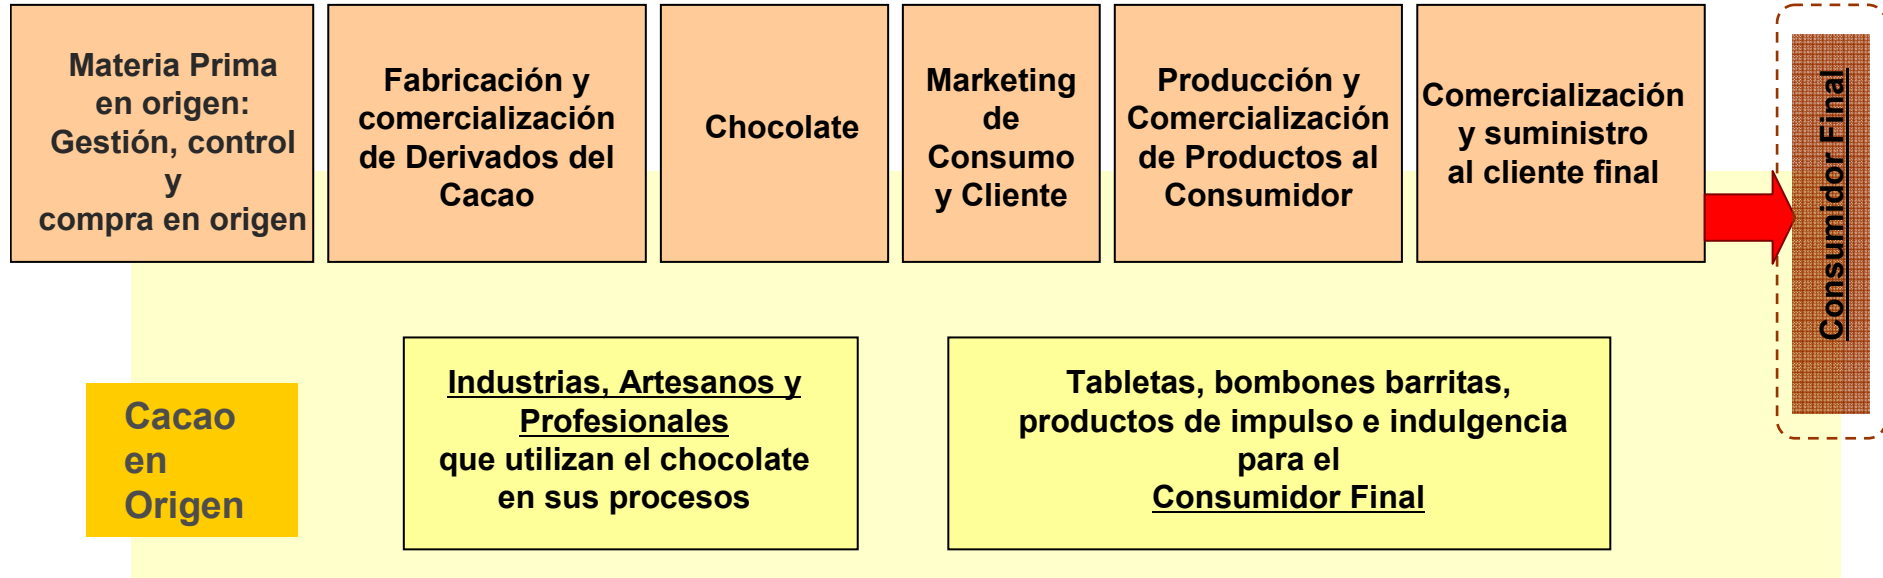 Materia Prima
en origen:
Gestión, control
y
compra en origen
Fabricación y
comercialización
de Derivados del
Cacao
Chocolate
Marketing
de
Consumo
y Cliente
Producción y
Comercialización
de Productos al
Consumidor
Comercialización
y suministro
al cliente final
Consumidor Final
Cacao
en
Origen
Industrias, Artesanos y
Profesionales
que utilizan el chocolate
en sus procesos
Tabletas, bombones barritas,
productos de impulso e indulgencia
para el
Consumidor Final